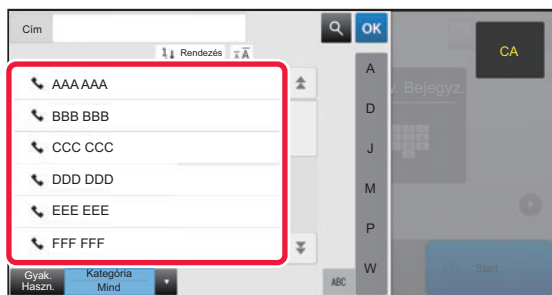 Cím
OK
CA
Rendezés
AAA AAA
BBB BBB
CCC CCC
DDD DDD
EEE EEE
FFF FFF
A
D
J
M
P
W
v. Bejegyz.
Start
Gyak.
Haszn.
Kategória
Mind
ABC